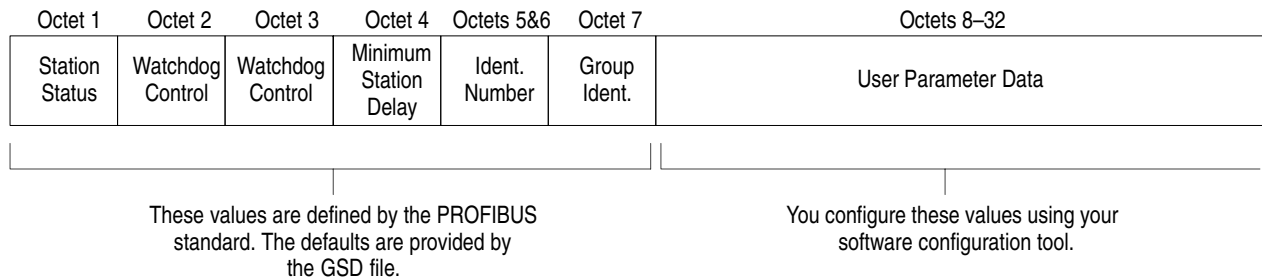 Octet 1 Octet 2 Octet 3 Octet 4 Octets 5&6 Octet 7 Octets 8–32
Station
Status
Watchdog
Control
Watchdog
Control
Minimum
Station
Delay
Ident.
Number
Group
Ident.
User Parameter Data
These values are defined by the PROFIBUS
standard. The defaults are provided by
the GSD file.
You configure these values using your
software configuration tool.